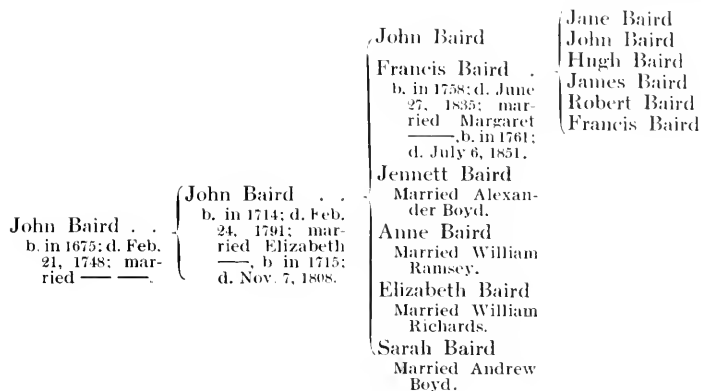 John Baird . .
b. in 1675; d. Feb.
21, 1748; mar-
ried —— ——.
John Baird . .
b. in 1714; d. Feb.
24, 1791; mar-
ried Elizabeth
——, b in 1715;
d. Nov. 7, 1808.
John Baird
Francis Baird .
b. in 1758; d. June
27, 1835; mar-
ried Margaret
——, b. in 1761;
d. July 6, 1851.
Jennett Baird
Married Alexan-
der Boyd.
Anne Baird
Married William
Ramsey.
Elizabeth Baird
Married William
Richards.
Sarah Baird
Married Andrew
Boyd.
Jane Baird
John Baird
Hugh Baird
James Baird
Robert Baird
Francis Baird